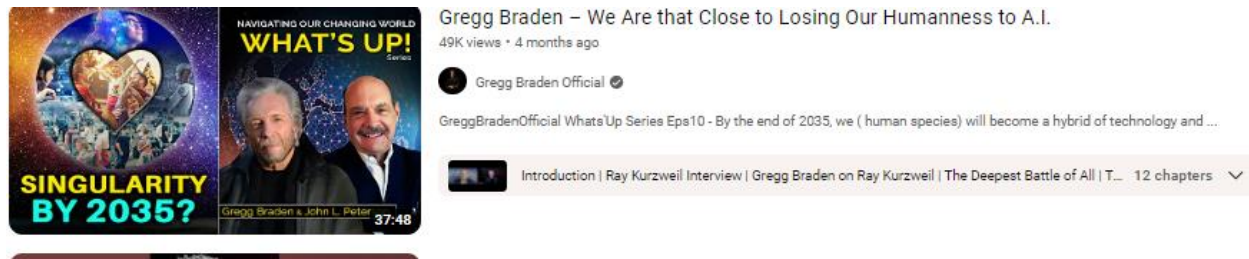 NAVIGATING OUR CHANGING WORLD
WHAT'S UP!
Series
SINGULARITY
BY 2035?
Gregg Braden & John L. Peter
37:48
Gregg Braden – We Are that Close to Losing Our Humanness to A.I.
49K views • 4 months ago
Gregg Braden Official
GreggBradenOfficial Whats'Up Series Eps10 - By the end of 2035, we ( human species) will become a hybrid of technology and ...
Introduction | Ray Kurzweil Interview | Gregg Braden on Ray Kurzweil | The Deepest Battle of All | T... 12 chapters